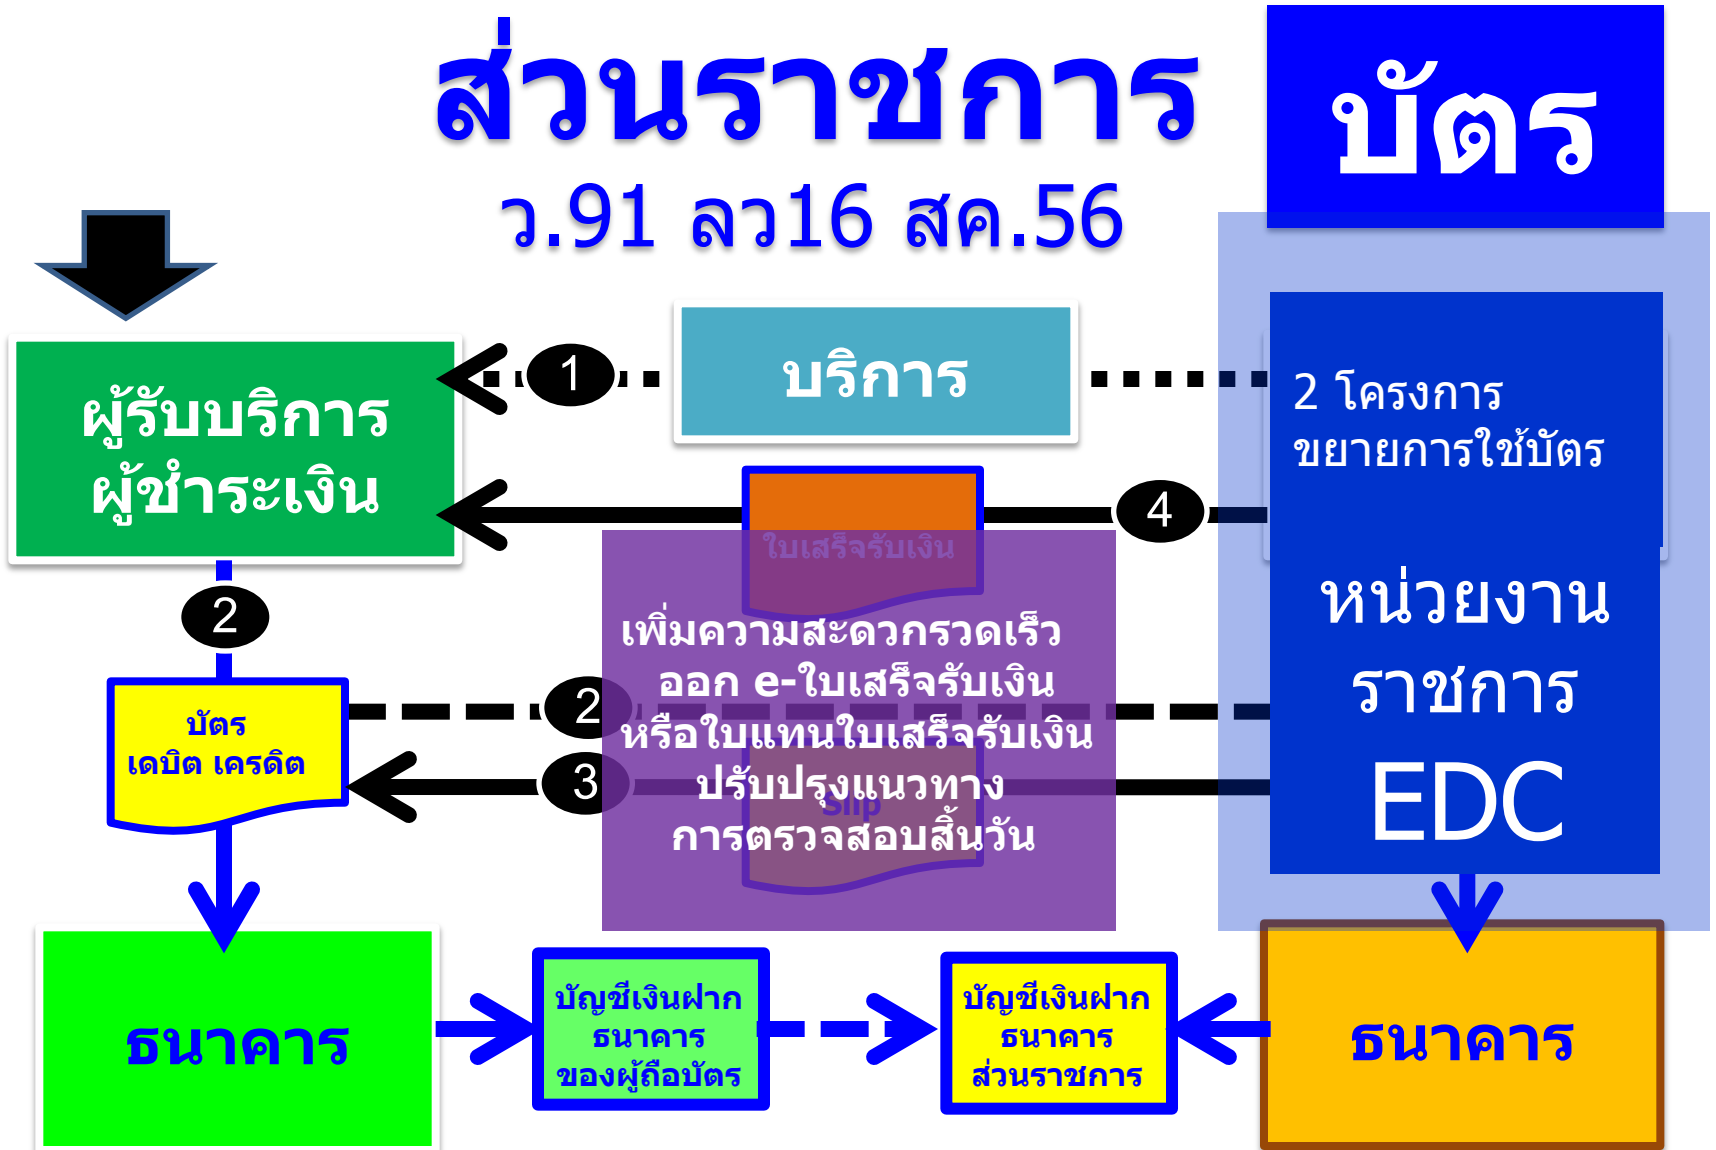 ส่วนราชการ
ว.91 ลว16 สค.56
บัตร
ผู้รับบริการ
ผู้ชำระเงิน
1
บริการ
2 โครงการ
ขยายการใช้บัตร
4
ใบเสร็จรับเงิน
หน่วยงาน
ราชการ
EDC
2
เพิ่มความสะดวกรวดเร็ว
ออก e-ใบเสร็จรับเงิน
หรือใบแทนใบเสร็จรับเงิน
ปรับปรุงแนวทาง
การตรวจสอบสิ้นวัน
บัตร
เดบิต เครดิต
2
3
Slip
ธนาคาร
บัญชีเงินฝาก
ธนาคาร
ของผู้ถือบัตร
บัญชีเงินฝาก
ธนาคาร
ส่วนราชการ
ธนาคาร